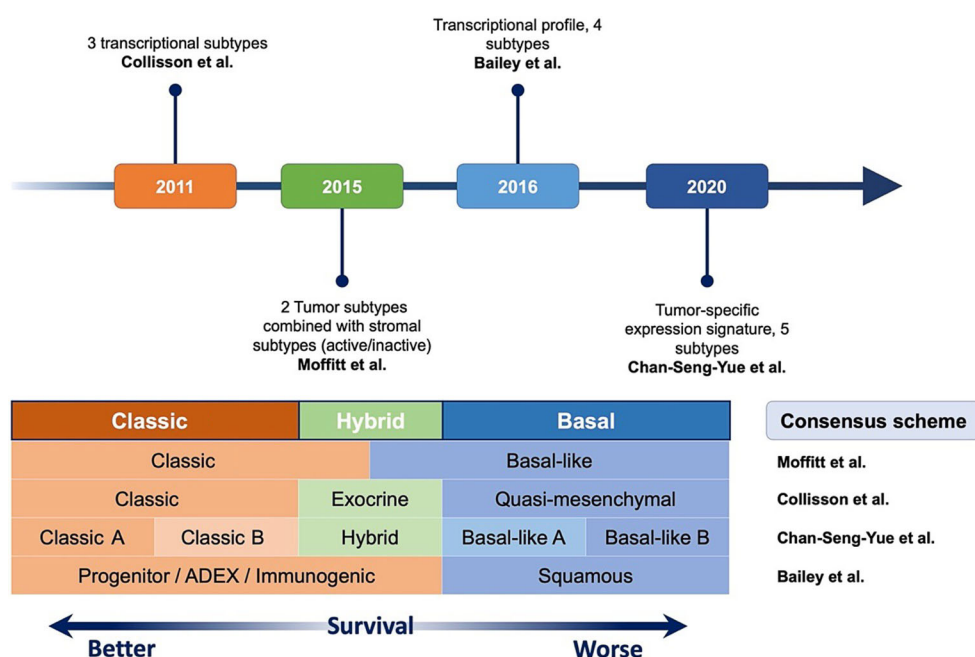 3 transcriptional subtypes
Collisson et al.
Transcriptional profile, 4
subtypes
Bailey et al.
2011
2015
2016
2020
2 Tumor subtypes
combined with stromal
subtypes (active/inactive)
Moffitt et al.
Tumor-specific
expression signature, 5
subtypes
Chan-Seng-Yue et al.
Classic Hybrid Basal Consensus scheme
Classic Basal-like Moffitt et al.
Classic Exocrine Quasi-mesenchymal Collisson et al.
Classic A Classic B Hybrid Basal-like A Basal-like B Chan-Seng-Yue et al.
Progenitor / ADEX / Immunogenic Squamous Bailey et al.
Survival
Better Worse